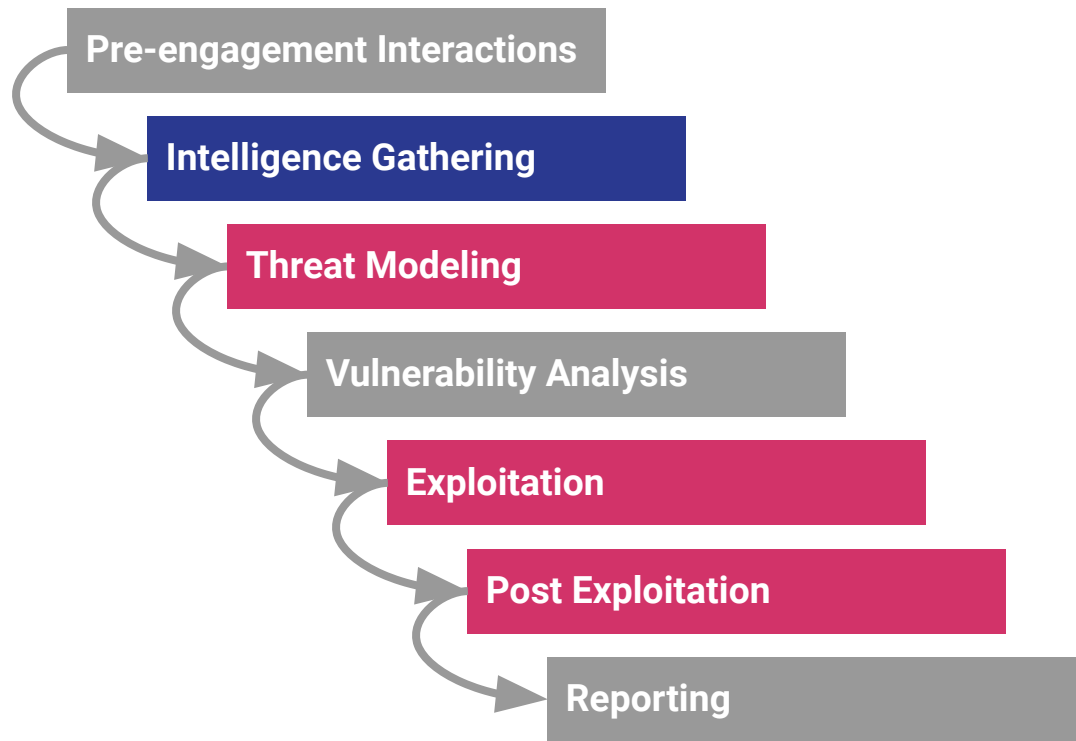 Pre-engagement Interactions
Intelligence Gathering
Threat Modeling
Vulnerability Analysis
Exploitation
Post Exploitation
Reporting